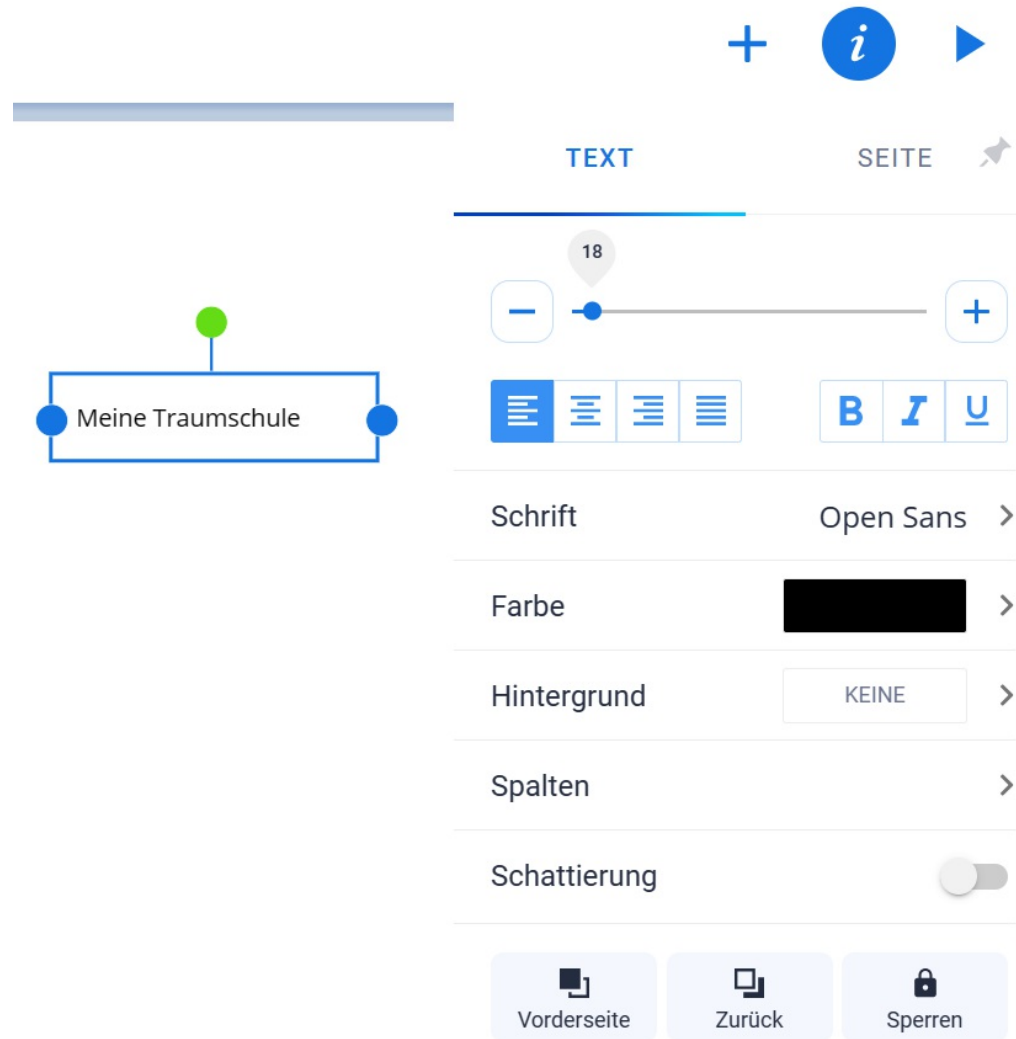 TEXT SEITE
18
Meine Traumschule
B I U
Schrift Open Sans
Farbe
Hintergrund KEINE
Spalten
Schattierung
Vorderseite Zurück Sperren